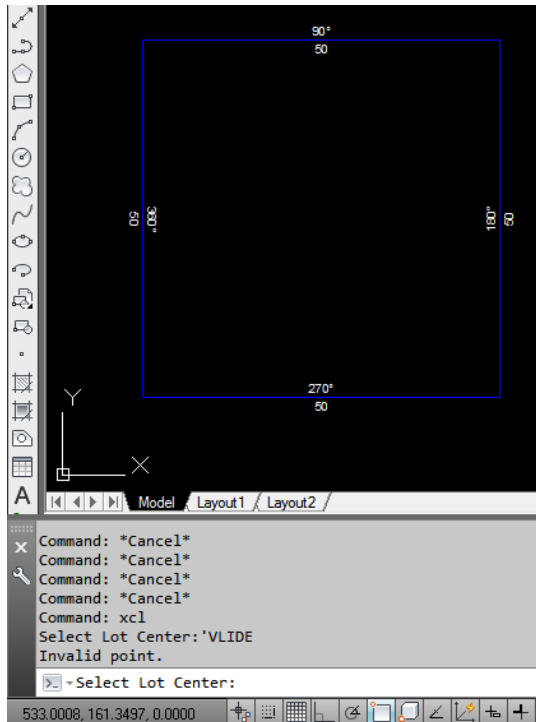 90°
50
50
360°
180°
50
270°
50
Y
X
Model
Layout1
Layout2
A
Command: *Cancel*
Command: *Cancel*
Command: *Cancel*
Command: *Cancel*
Command: xcl
Select Lot Center:'VLIDE
Invalid point.
Select Lot Center:
533.0008, 161.3497, 0.0000